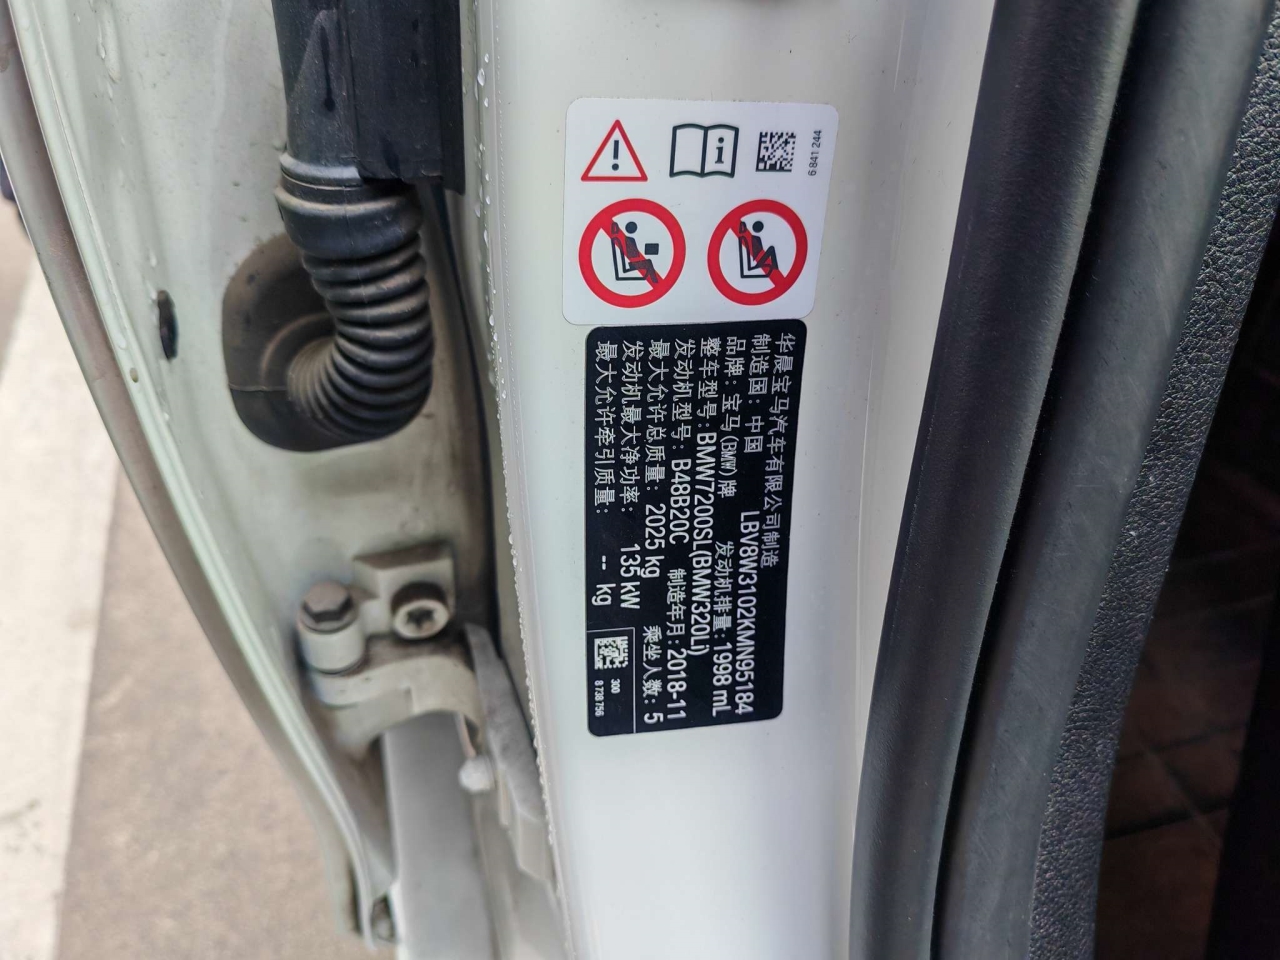 6 841 244
华晨宝马汽车有限公司制造
制造国：中国 LBV8W3102KMN95184
品牌：宝马(BMW)牌 发动机排量：1998 mL
整车型号：BMW7200SL(BMW320Li)
发动机型号：B48B20C 制造年月：2018-11
最大允许总质量：2025 kg 乘坐人数：5
发动机最大净功率：135 kW
最大允许牵引质量：-- kg
300
8 738 756